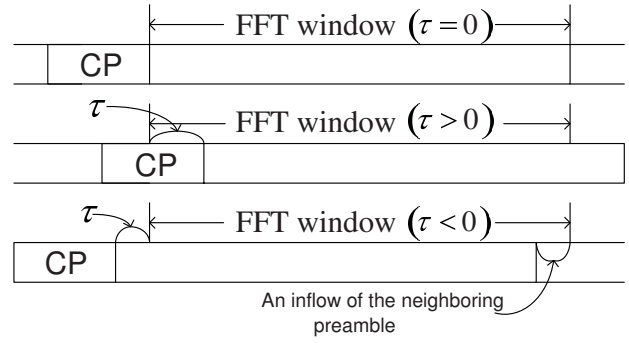 FFT window (τ = 0)
CP
τ
FFT window (τ > 0)
CP
τ
FFT window (τ < 0)
CP
An inflow of the neighboring
preamble